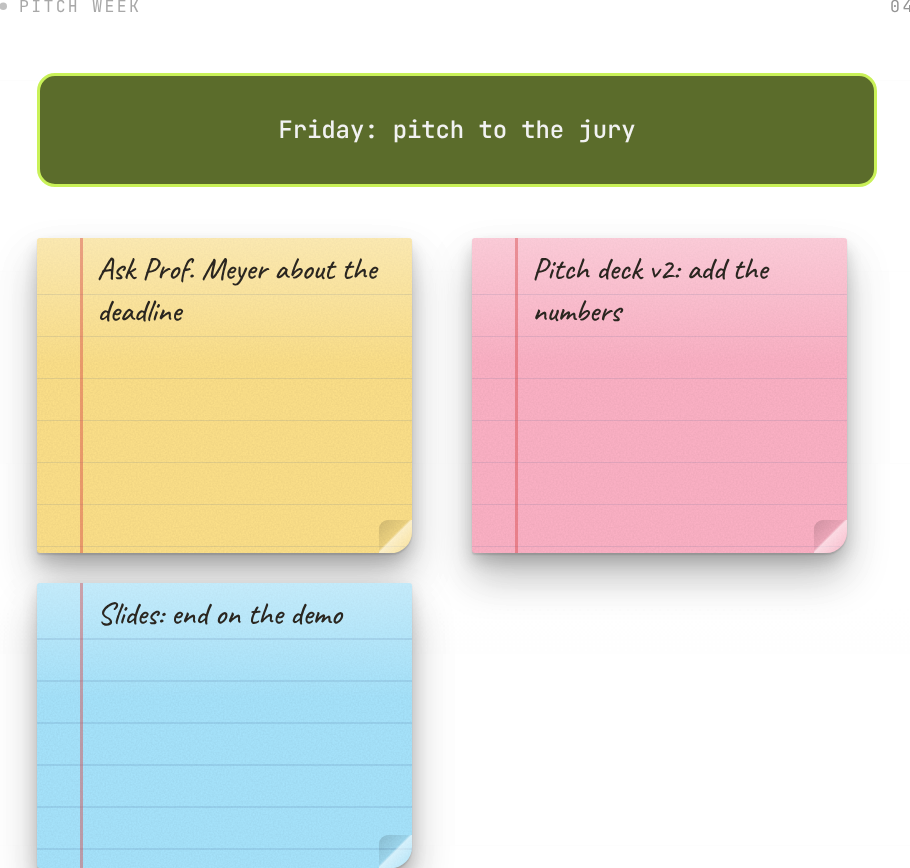 PITCH WEEK
04
Friday: pitch to the jury
Ask Prof. Meyer about the
deadline
Pitch deck v2: add the
numbers
Slides: end on the demo